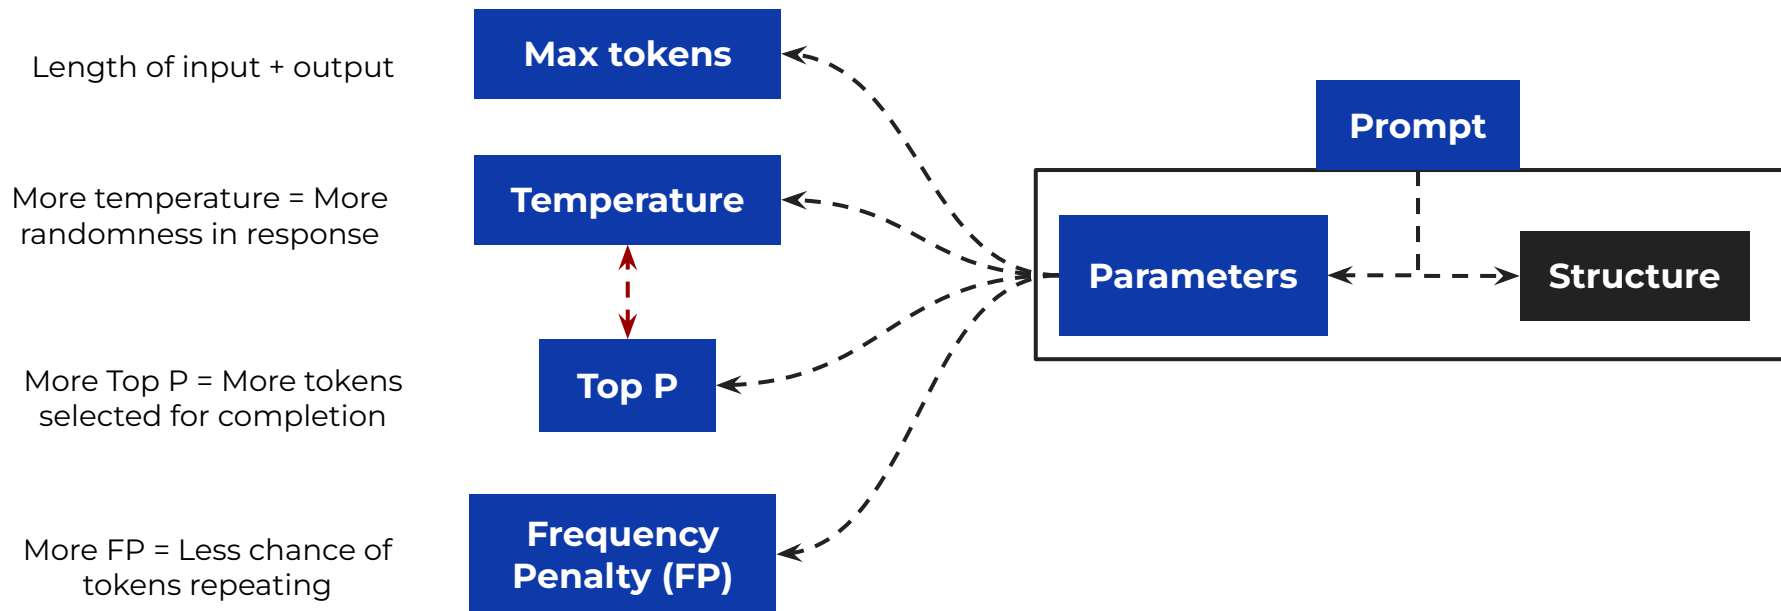 Length of input + output
Max tokens
More temperature = More
randomness in response
Temperature
More Top P = More tokens
selected for completion
Top P
More FP = Less chance of
tokens repeating
Frequency
Penalty (FP)
Prompt
Parameters
Structure